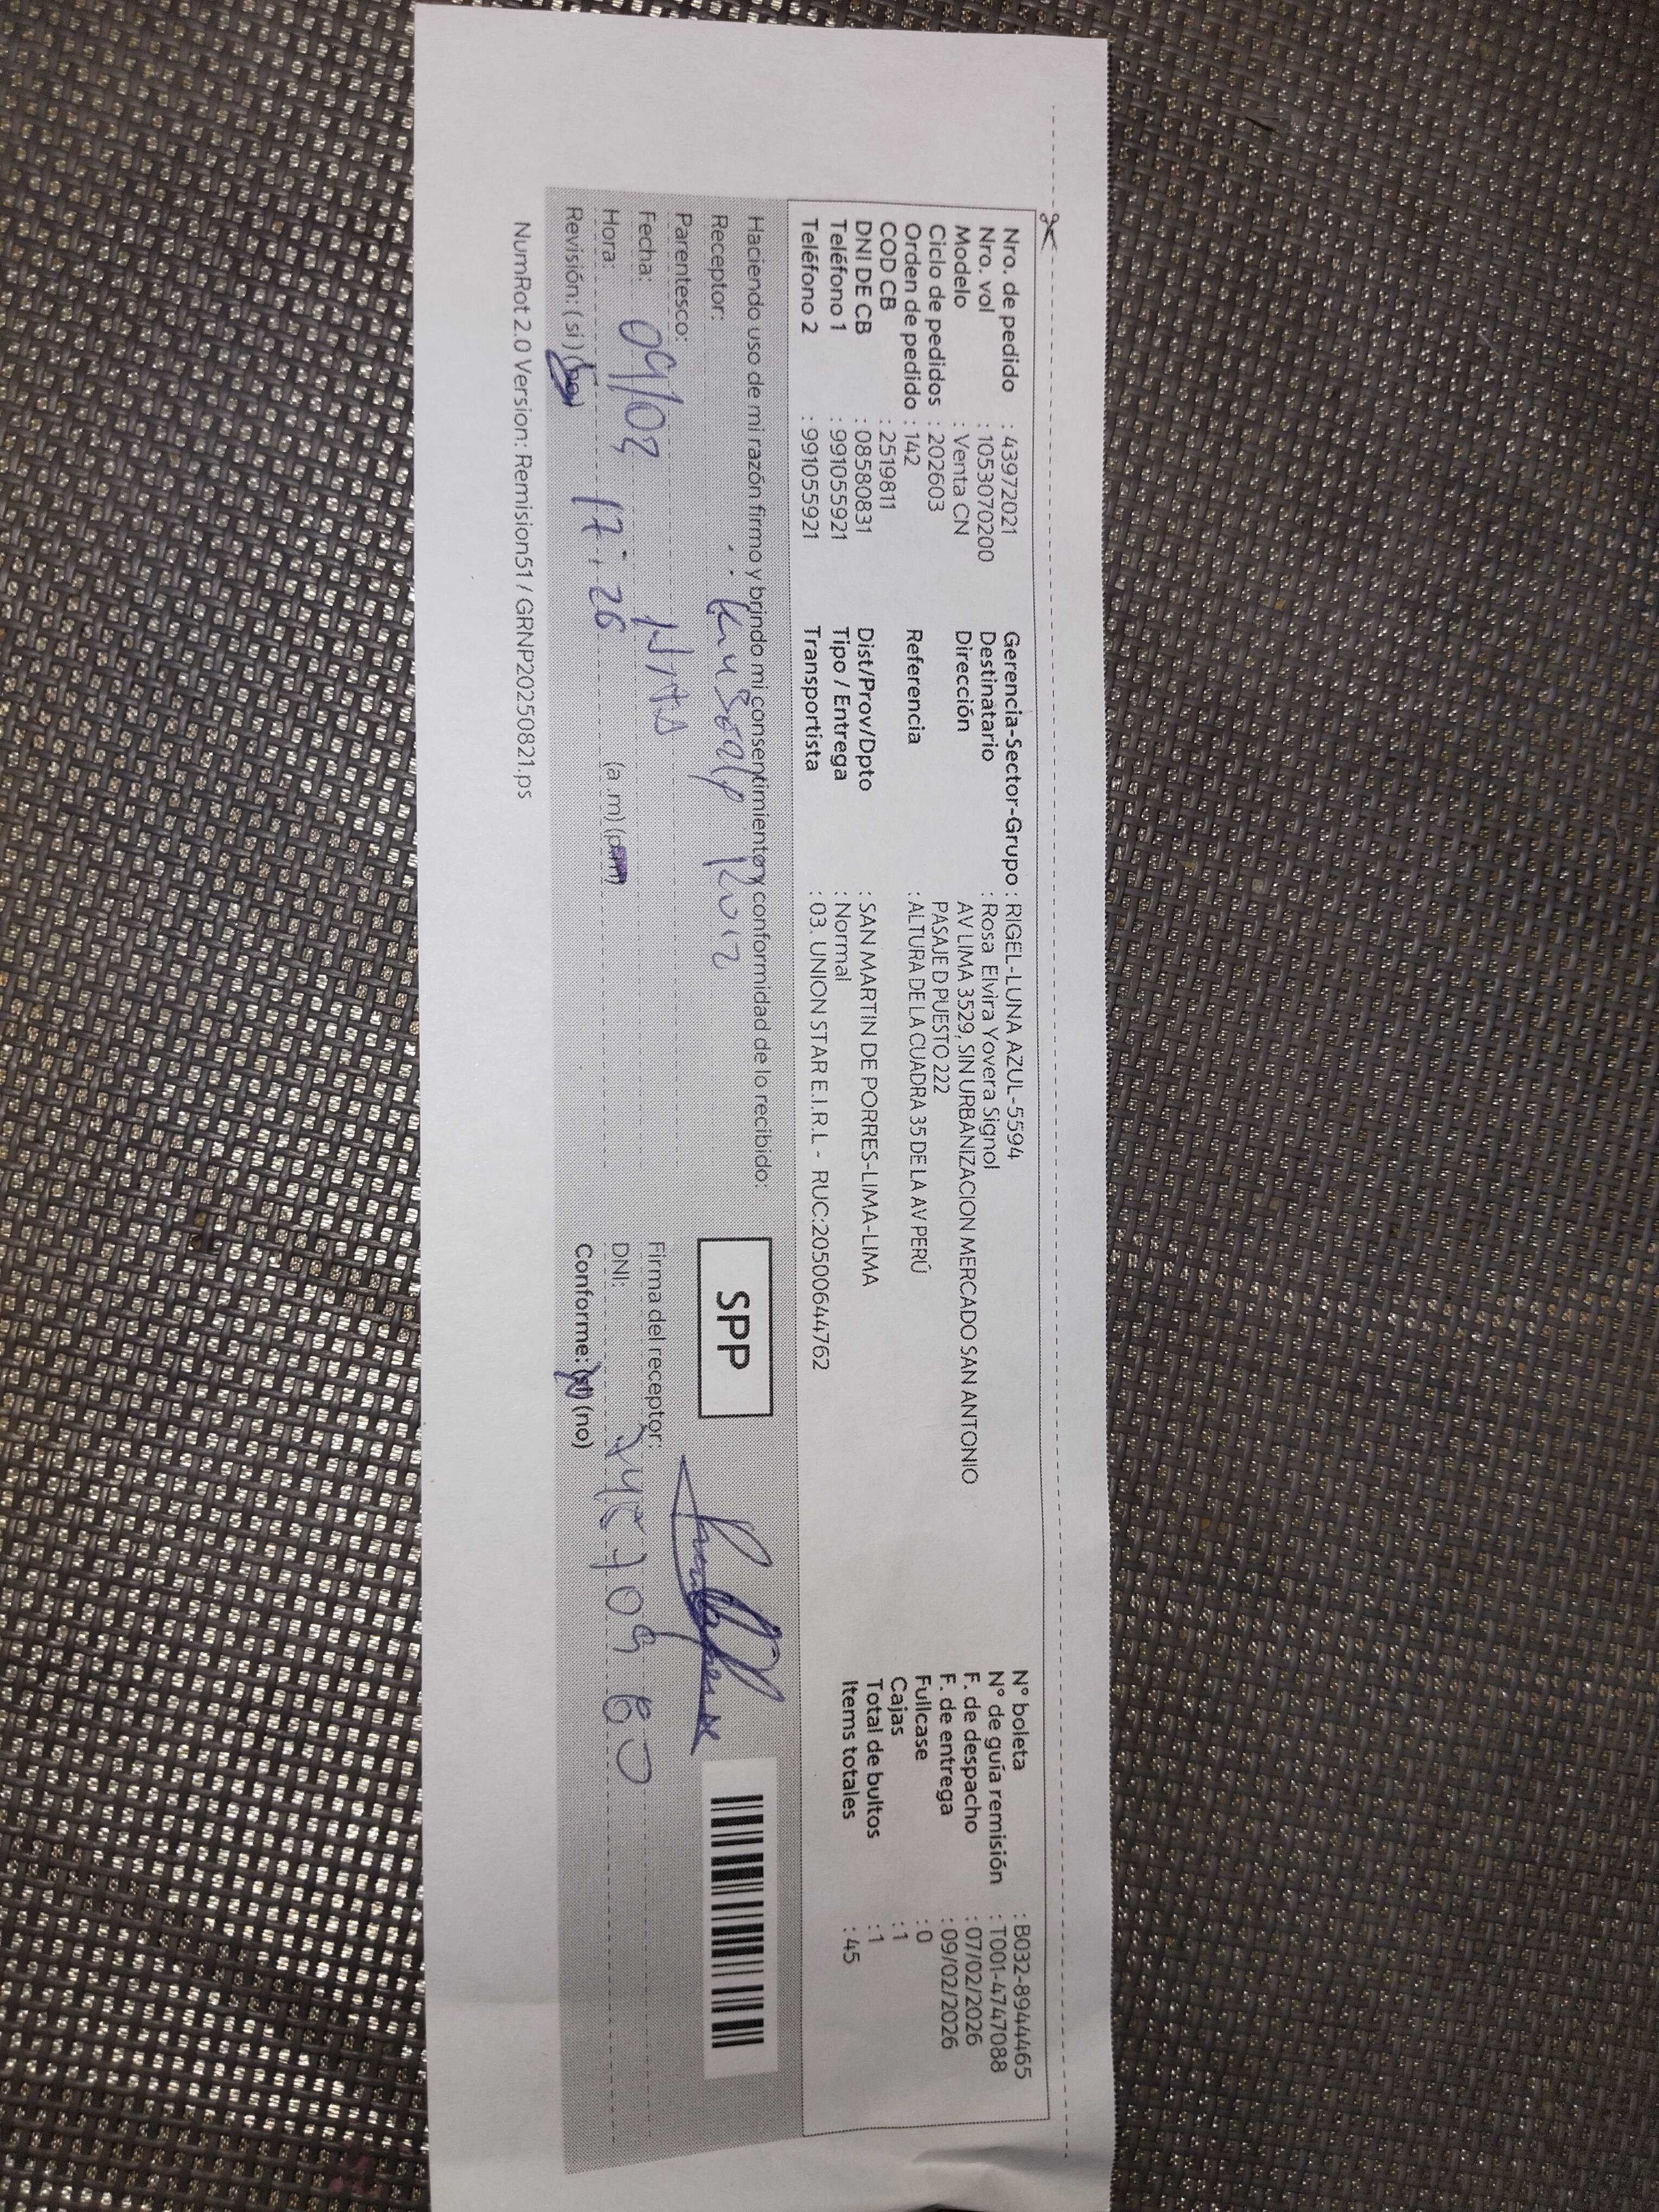 Nro. de pedido : 43972021
Nro. vol : 1053070200
Modelo : Venta CN
Ciclo de pedidos : 202603
Orden de pedido : 142
COD CB : 2519811
DNI DE CB : 08580831
Teléfono 1 : 991055921
Teléfono 2 : 991055921
Gerencia-Sector-Grupo : RIGEL-LUNA AZUL-5594
Destinatario : Rosa Elvira Yovera Signol
Dirección AV LIMA 3529, SIN URBANIZACION MERCADO SAN ANTONIO
PASAJE D PUESTO 222
Referencia : ALTURA DE LA CUADRA 35 DE LA AV PERÚ
Dist/Prov/Dpto : SAN MARTIN DE PORRES-LIMA-LIMA
Tipo / Entrega : Normal
Transportista : 03. UNION STAR E.I.R.L - RUC:20500644762
N° boleta : B032-8944465
N° de guía remisión : T001-4747088
F. de despacho : 07/02/2026
F. de entrega : 09/02/2026
Fullcase : 0
Cajas : 1
Total de bultos : 1
Items totales : 45
Haciendo uso de mi razón firmo y brindo mi consentimiento y conformidad de lo recibido:
Receptor: Ruiz
Parentesco:
Fecha: 09/02
Hora: 17:26 (a.m) (p.m)
Revisión: (si) (no)
SPP
Firma del receptor:
DNI:
Conforme: (si) (no)
NumRot 2.0 Version: Remision51 / GRNP20250821.ps